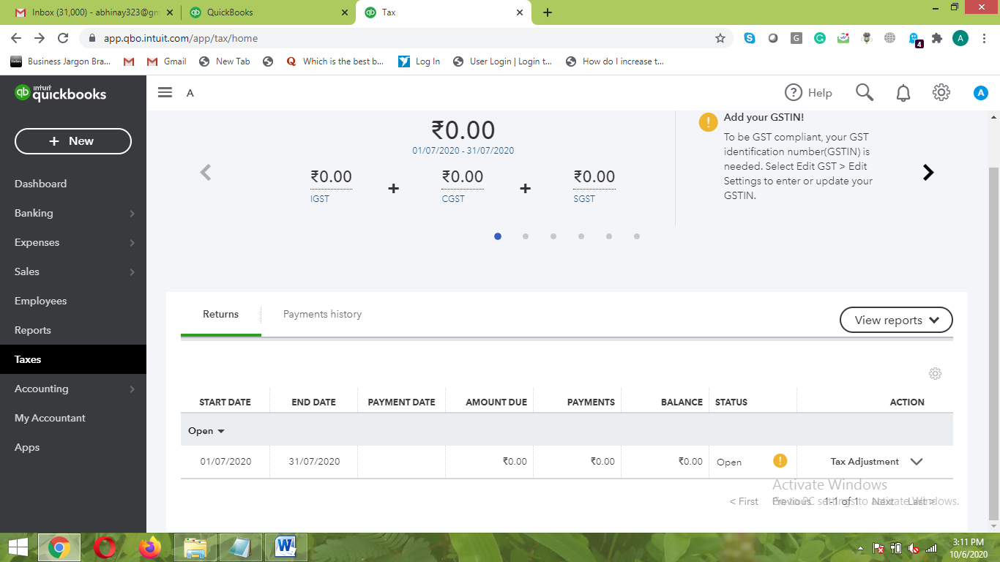 Inbox (31,000) - abhinay323@gm
QuickBooks
Tax
app.qbo.intuit.com/app/tax/home
4
A
Business Jargon Bra...
Gmail
New Tab
Which is the best b...
Log In
User Login | Login t...
How do I increase t...
intuit
quickbooks
A
Help
A
+ New
Dashboard
Banking
Expenses
Sales
Employees
Reports
Taxes
Accounting
My Accountant
Apps
₹0.00
01/07/2020 - 31/07/2020
₹0.00 + ₹0.00 + ₹0.00
IGST CGST SGST
Add your GSTIN!
To be GST compliant, your GST
identification number(GSTIN) is
needed. Select Edit GST > Edit
Settings to enter or update your
GSTIN.
Returns
Payments history
View reports
START DATE END DATE PAYMENT DATE AMOUNT DUE PAYMENTS BALANCE STATUS ACTION
Open
01/07/2020 31/07/2020 ₹0.00 ₹0.00 ₹0.00 Open Tax Adjustment
Activate Windows
Go to PC settings to activate Windows.
< First Previous 1-1 of 1 Next Last >
3:11 PM
10/6/2020